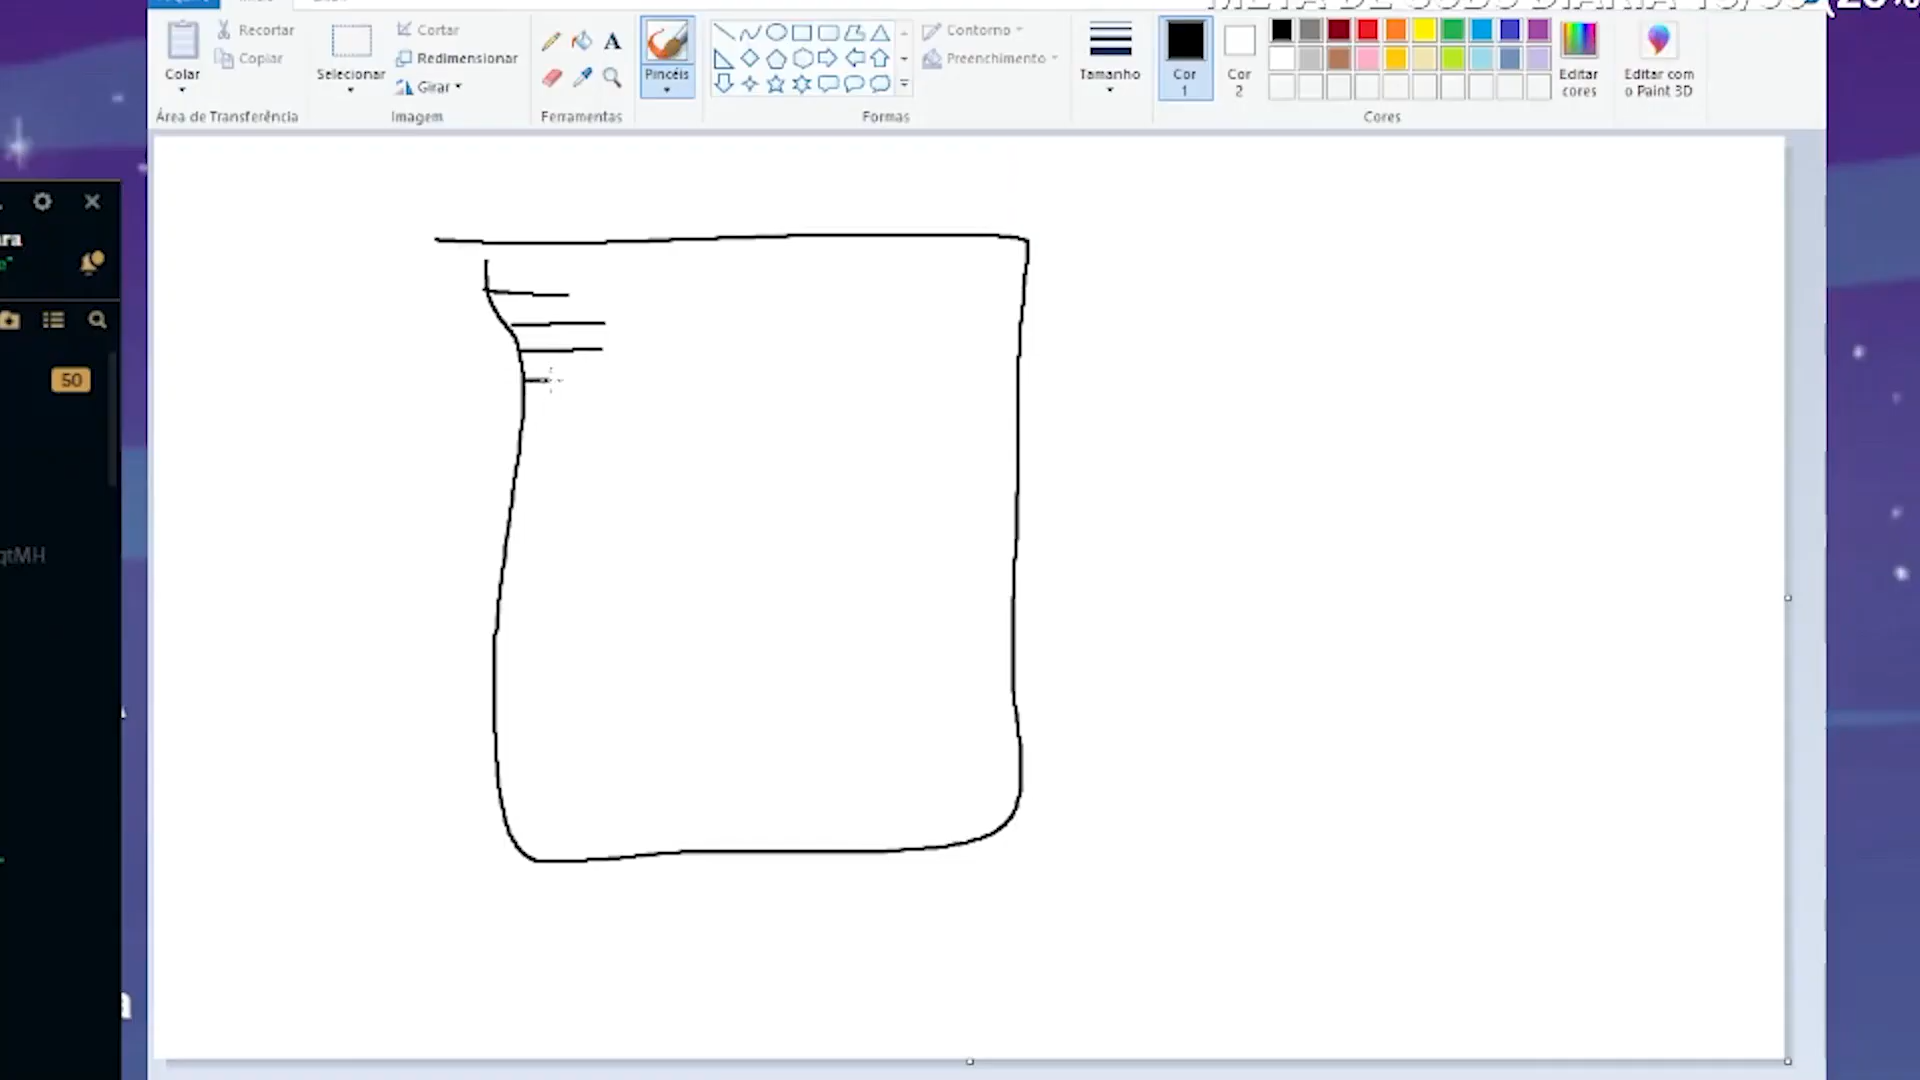 Recortar
Copiar
Colar
Área de Transferência
Selecionar
Cortar
Redimensionar
Girar
Imagem
A
Ferramentas
Pincéis
Formas
Contorno
Preenchimento
Tamanho
Cor
1
Cor
2
Editar
cores
Editar com
o Paint 3D
Cores
50
qtMH